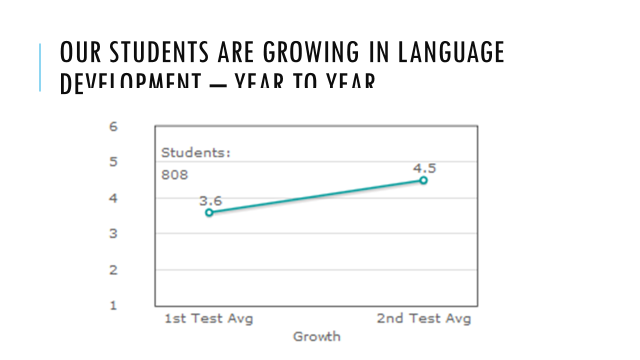 OUR STUDENTS ARE GROWING IN LANGUAGE
DEVELOPMENT – YEAR TO YEAR
6
Students:
5
4.5
808
4
3.6
3
2
1
1st Test Avg 2nd Test Avg
Growth